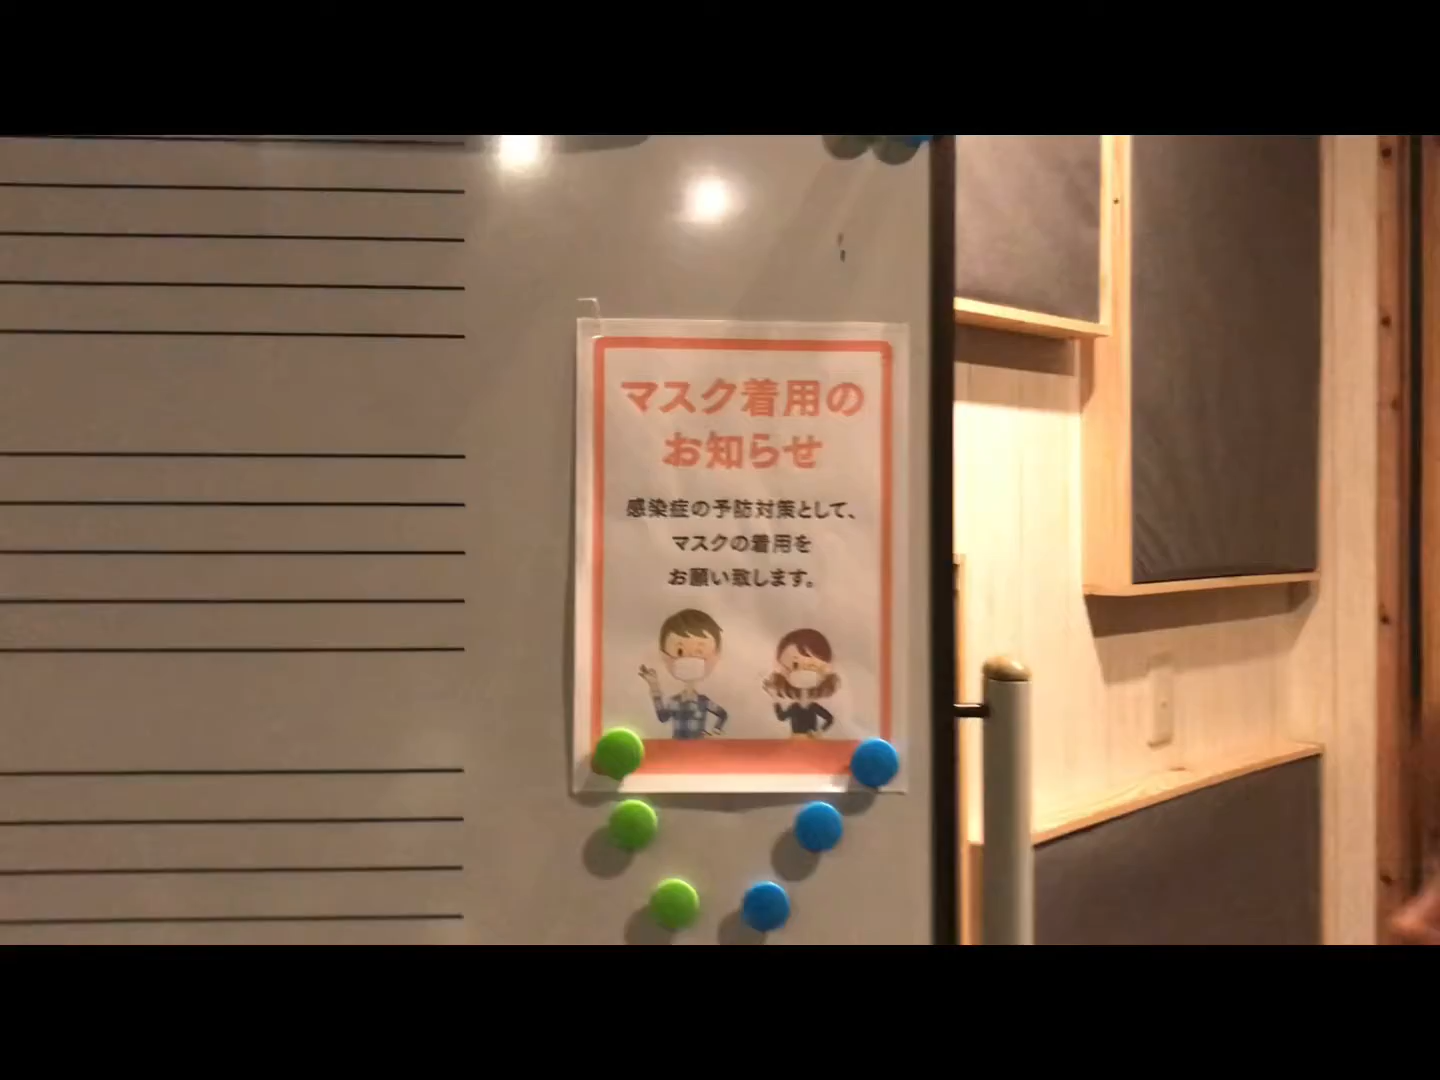 マスク着用の
お知らせ
感染症の予防対策として、
マスクの着用を
お願い致します。